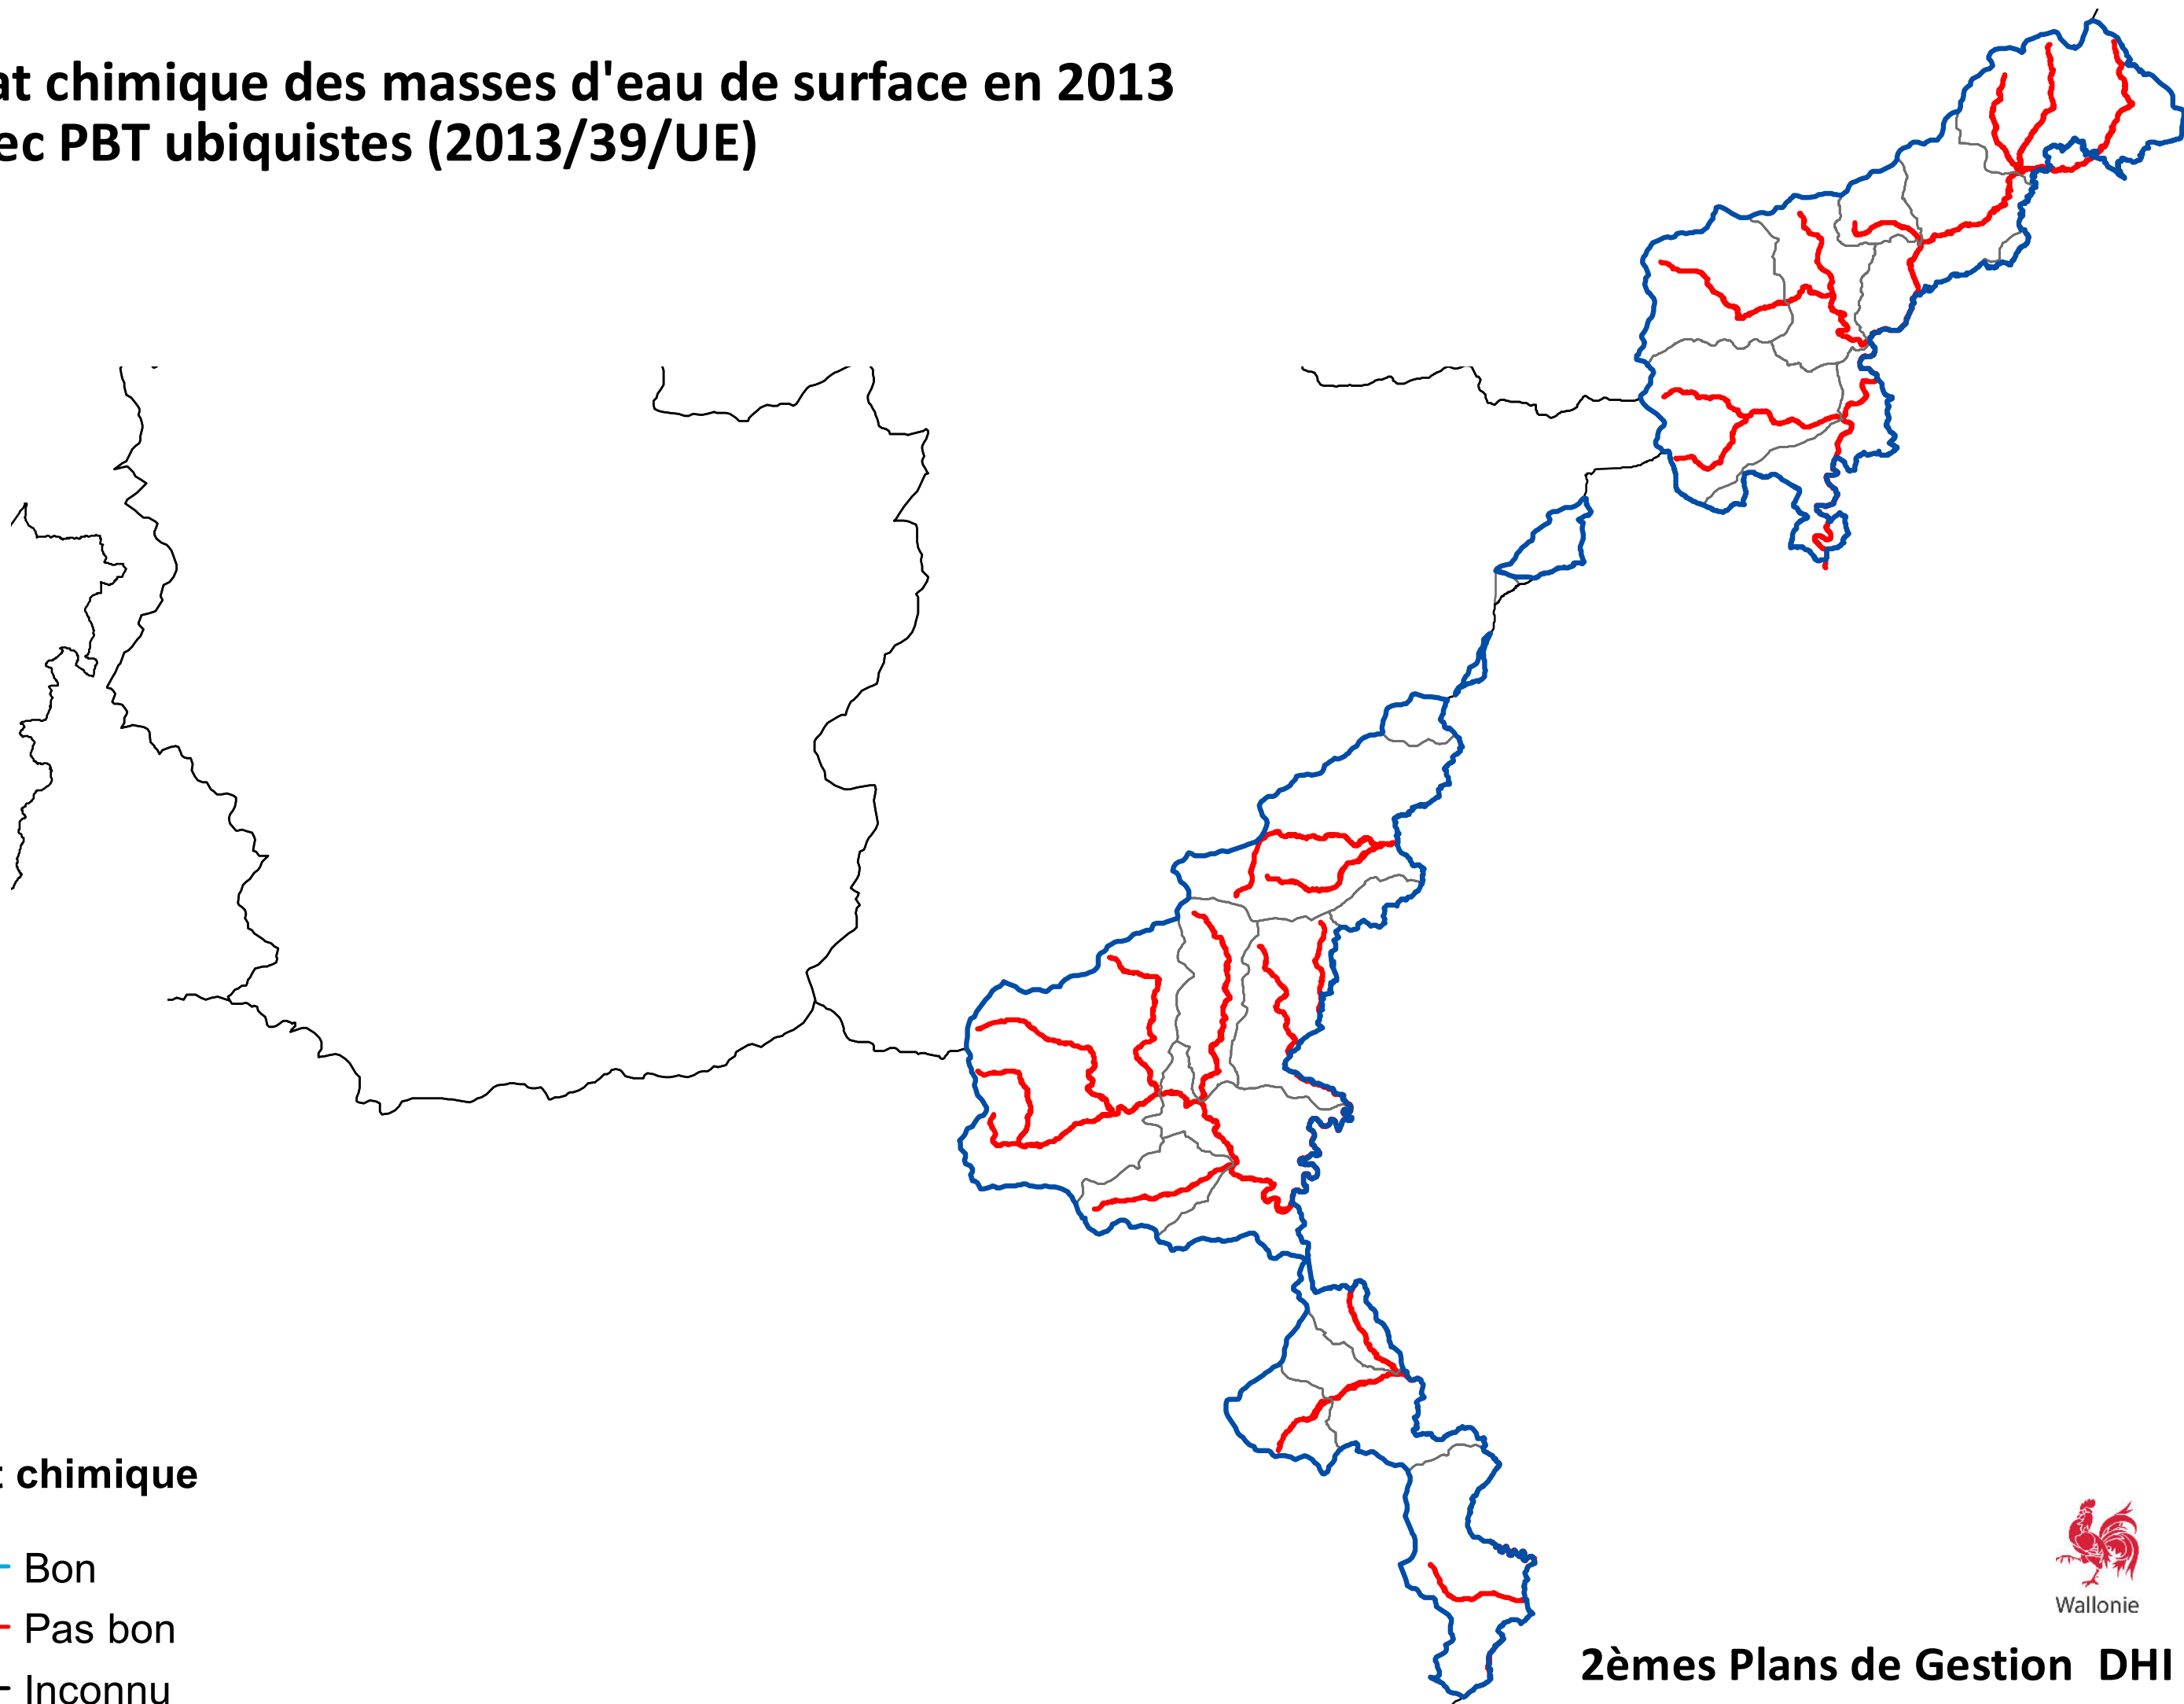 at chimique des masses d'eau de surface en 2013
ec PBT ubiquistes (2013/39/UE)
t chimique
Bon
Pas bon
Inconnu
Wallonie
2èmes Plans de Gestion DHI